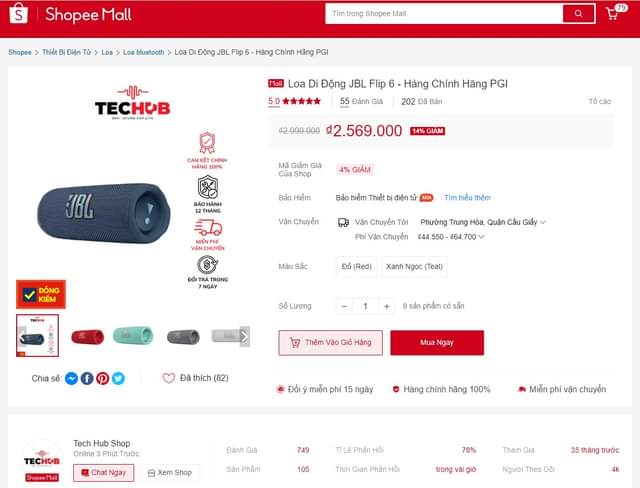 S Shopee Mall
Tìm trong Shopee Mall
79
Shopee > Thiết Bị Điện Tử > Loa > Loa bluetooth > Loa Di Động JBL Flip 6 - Hàng Chính Hãng PGI
TECHUB
BEST SOUND FOR LIFE
CAM KẾT CHÍNH
HÃNG 100%
BẢO HÀNH
12 THÁNG
MIỄN PHÍ
VẬN CHUYỂN
ĐỔI TRẢ TRONG
7 NGÀY
JBL
ĐỒNG
KIỂM
Chia sẻ:
Đã thích (82)
Mall Loa Di Động JBL Flip 6 - Hàng Chính Hãng PGI
5.0 55 Đánh Giá 202 Đã Bán Tố cáo
₫2.990.000 ₫2.569.000 14% GIẢM
Mã Giảm Giá
Của Shop
4% GIẢM
Bảo Hiểm Bảo hiểm Thiết bị điện tử Mới Tìm hiểu thêm
Vận Chuyển Vận Chuyển Tới Phường Trung Hòa, Quận Cầu Giấy
Phí Vận Chuyển ₫44.550 - ₫64.700
Màu Sắc Đỏ (Red) Xanh Ngọc (Teal)
Số Lượng − 1 + 8 sản phẩm có sẵn
Thêm Vào Giỏ Hàng Mua Ngay
Đổi ý miễn phí 15 ngày Hàng chính hãng 100% Miễn phí vận chuyển
TECHUB
Shopee Mall
Tech Hub Shop
Online 3 Phút Trước
Chat Ngay Xem Shop
Đánh Giá 749 Tỉ Lệ Phản Hồi 76% Tham Gia 35 tháng trước
Sản Phẩm 105 Thời Gian Phản Hồi trong vài giờ Người Theo Dõi 4k